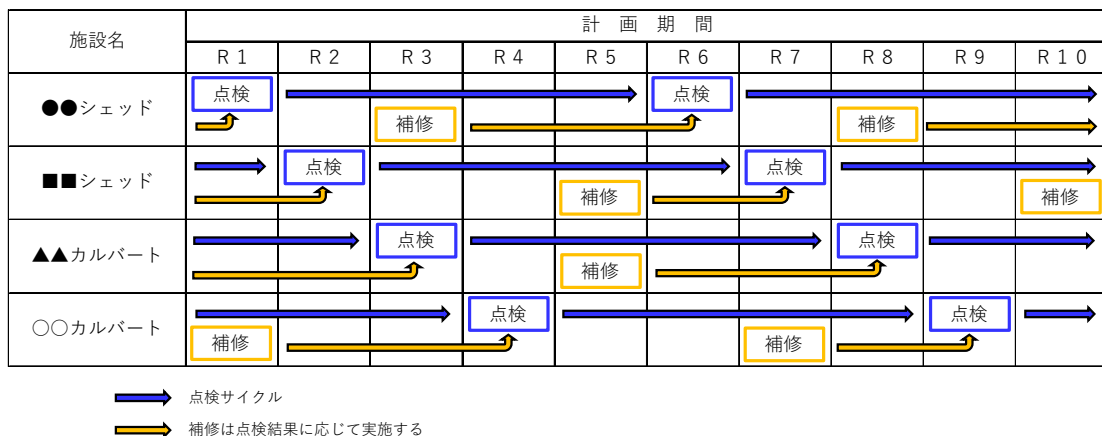 施設名
計　画　期　間
R 1 R 2 R 3 R 4 R 5 R 6 R 7 R 8 R 9 R 1 0
●●シェッド
点検 点検
補修 補修
■■シェッド
点検 点検
補修 補修
▲▲カルバート
点検 点検
補修
○○カルバート
点検 点検
補修 補修
点検サイクル
補修は点検結果に応じて実施する